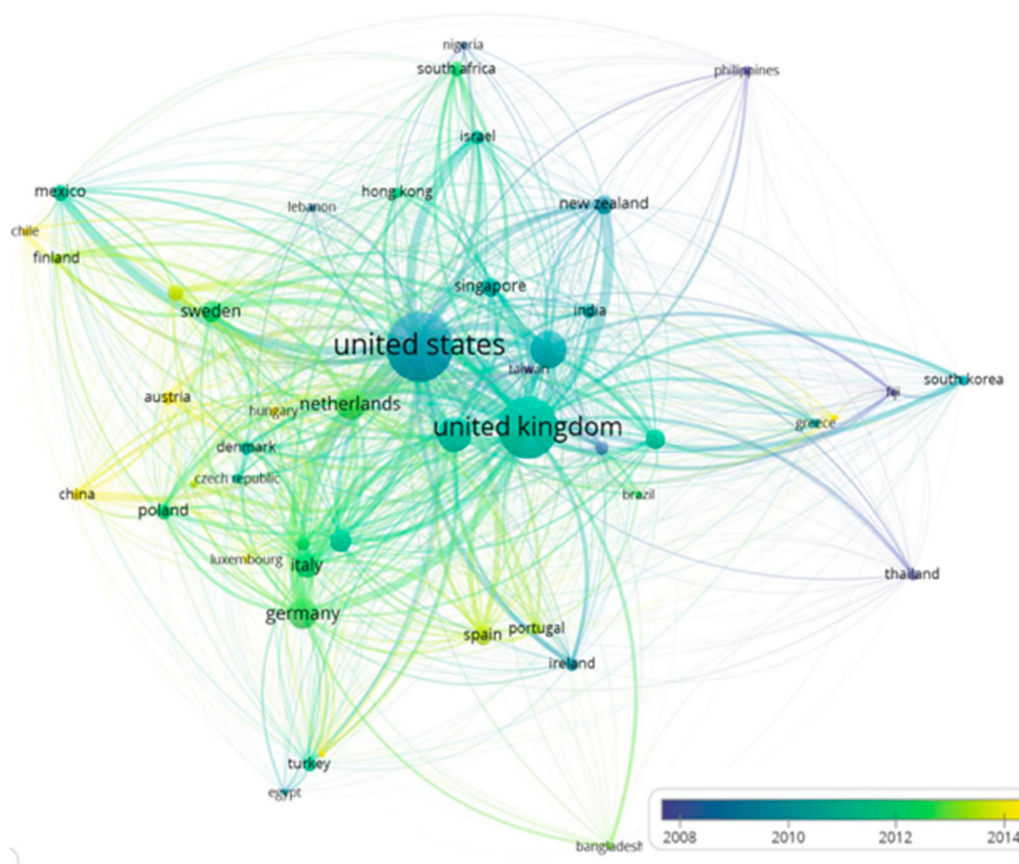 nigeria
south africa
philippines
israel
mexico
hong kong
lebanon
new zealand
chile
finland
singapore
sweden
india
united states
taiwan
south korea
fiji
austria
hungary
netherlands
greece
united kingdom
denmark
czech republic
china
brazil
poland
luxembourg
italy
thailand
germany
spain
portugal
ireland
turkey
egypt
bangladesh
2008
2010
2012
2014